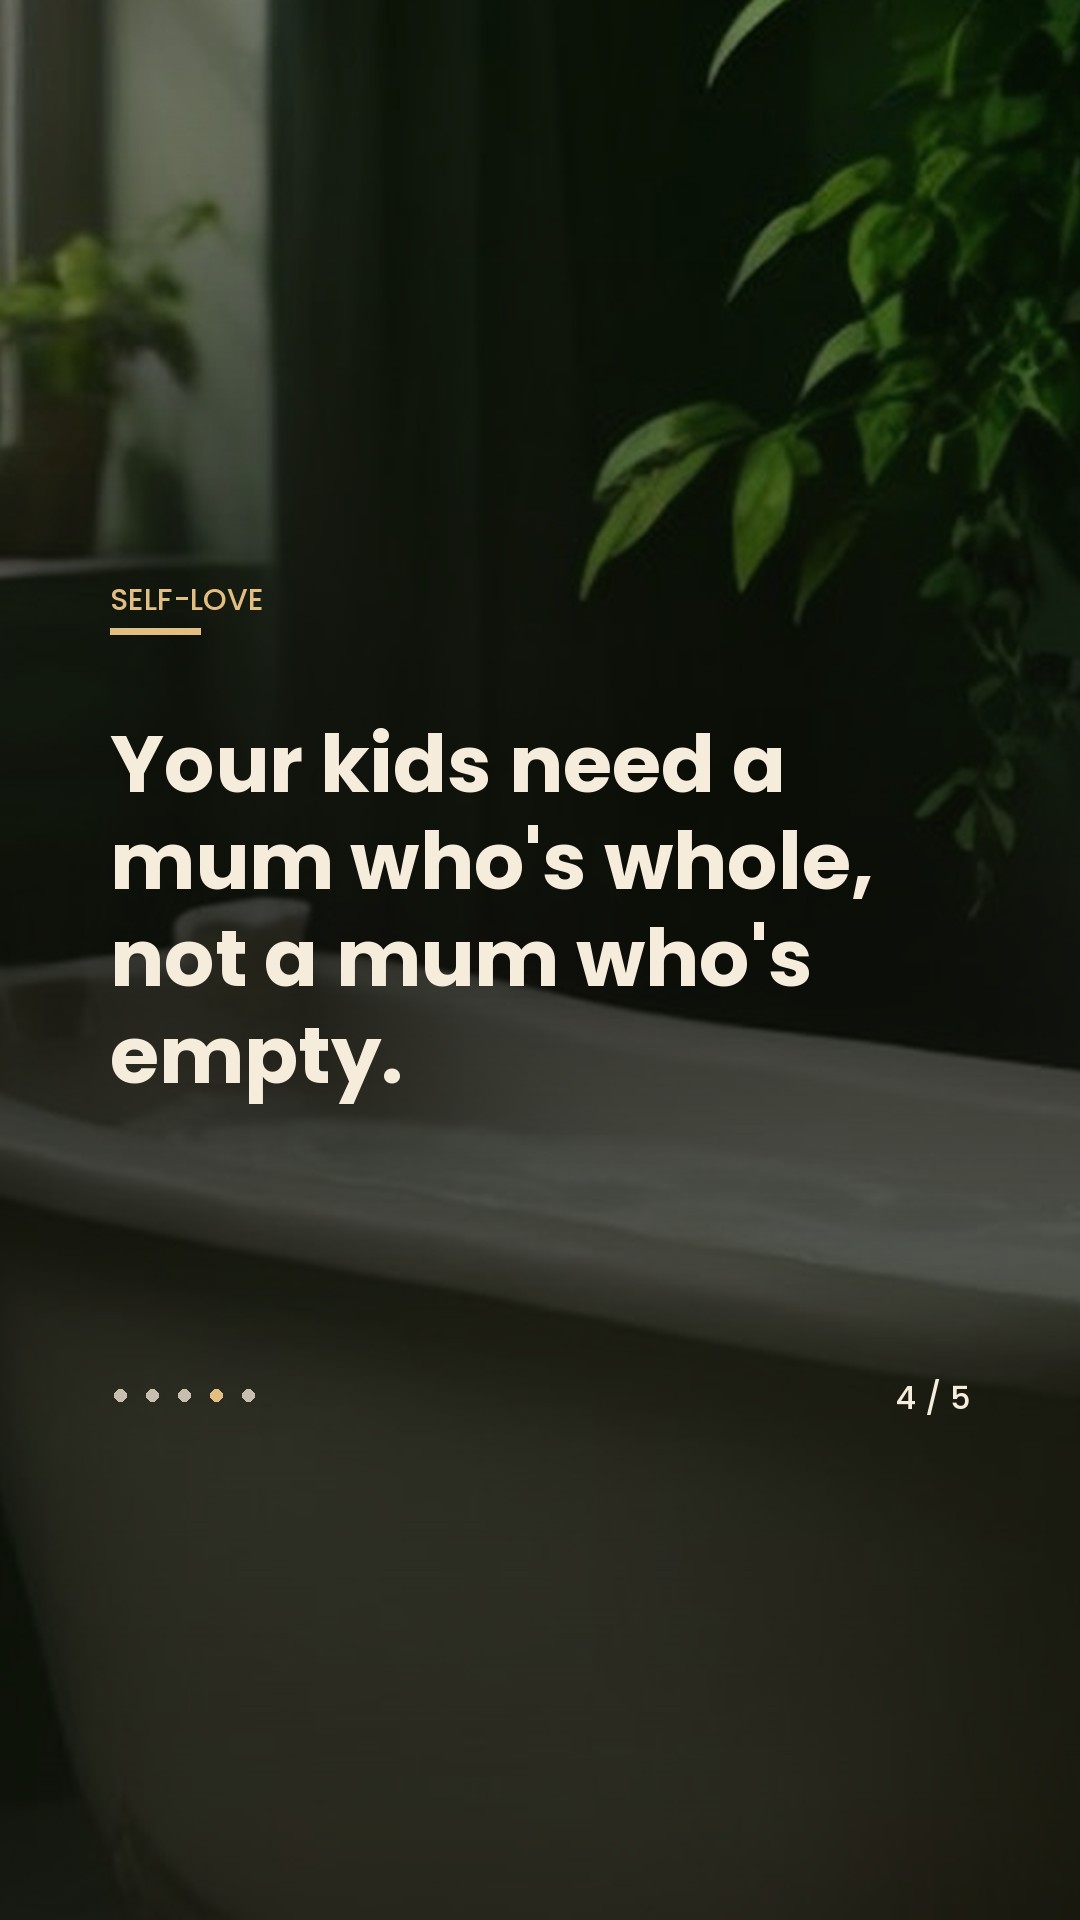 SELF-LOVE
Your kids need a
mum who's whole,
not a mum who's
empty.
4 / 5